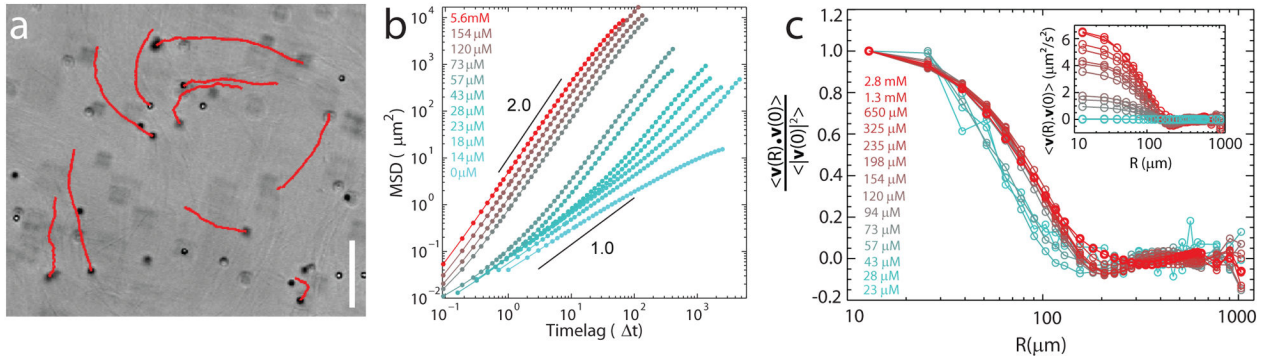 a
b
MSD ( μm²)
10⁵
10⁴
10³
10²
10¹
10⁰
10⁻¹
10⁻²
5.6mM
154 μM
120 μM
73 μM
57 μM
43 μM
28 μM
23 μM
18 μM
14 μM
0 μM
2.0
1.0
10⁻¹
10⁰
10¹
10²
10³
Timelag ( Δt)
c
<v(R)•v(0)>
<|v(0)|²>
1.2
1.0
0.8
0.6
0.4
0.2
0.0
-0.2
2.8 mM
1.3 mM
650 μM
325 μM
235 μM
198 μM
154 μM
120 μM
94 μM
73 μM
57 μM
43 μM
28 μM
23 μM
10
100
1000
R(μm)
<v(R)•v(0)> (μm²/s²)
6
4
2
0
10
100
1000
R (μm)